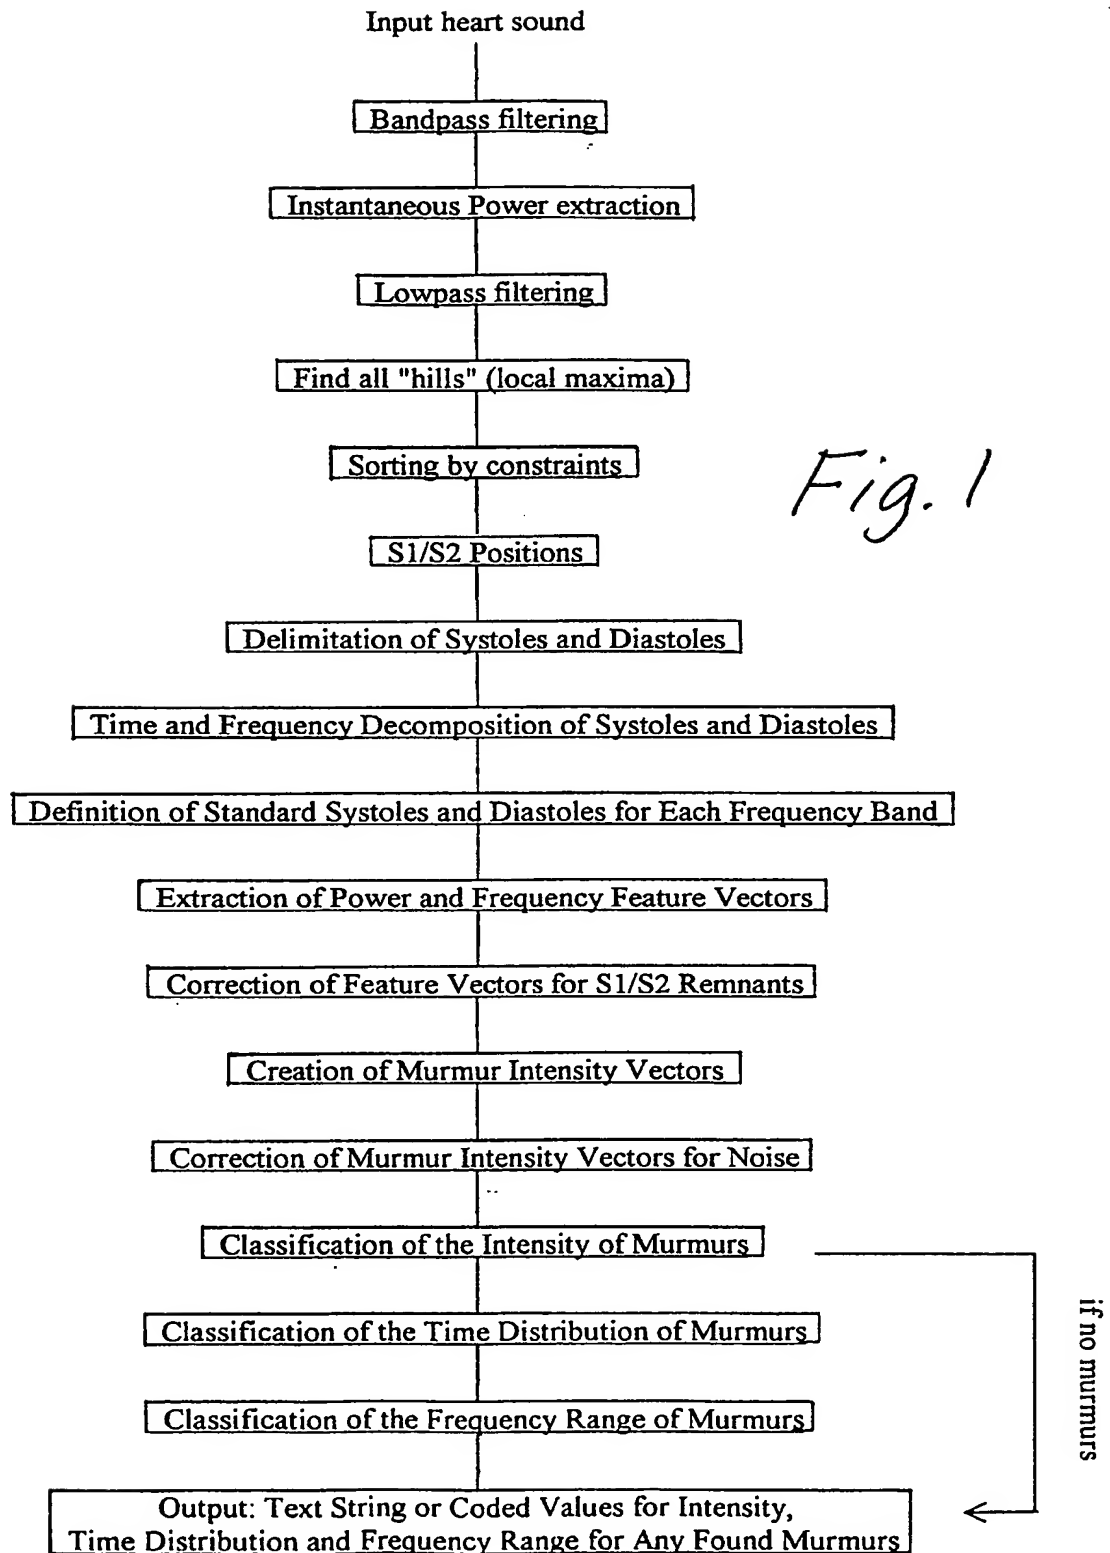 Input heart sound
Bandpass filtering
Instantaneous Power extraction
Lowpass filtering
Find all "hills" (local maxima)
Sorting by constraints
Fig. 1
S1/S2 Positions
Delimitation of Systoles and Diastoles
Time and Frequency Decomposition of Systoles and Diastoles
Definition of Standard Systoles and Diastoles for Each Frequency Band
Extraction of Power and Frequency Feature Vectors
Correction of Feature Vectors for S1/S2 Remnants
Creation of Murmur Intensity Vectors
Correction of Murmur Intensity Vectors for Noise
Classification of the Intensity of Murmurs
if no murmurs
Classification of the Time Distribution of Murmurs
Classification of the Frequency Range of Murmurs
Output: Text String or Coded Values for Intensity,
Time Distribution and Frequency Range for Any Found Murmurs